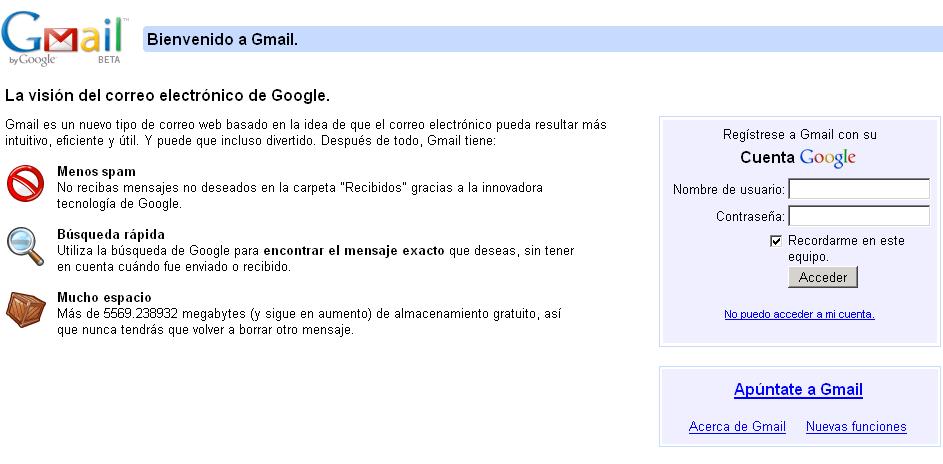 Gmail™
by Google
BETA
Bienvenido a Gmail.
La visión del correo electrónico de Google.
Gmail es un nuevo tipo de correo web basado en la idea de que el correo electrónico pueda resultar más
intuitivo, eficiente y útil. Y puede que incluso divertido. Después de todo, Gmail tiene:
Menos spam
No recibas mensajes no deseados en la carpeta "Recibidos" gracias a la innovadora
tecnología de Google.
Búsqueda rápida
Utiliza la búsqueda de Google para encontrar el mensaje exacto que deseas, sin tener
en cuenta cuándo fue enviado o recibido.
Mucho espacio
Más de 5569.238932 megabytes (y sigue en aumento) de almacenamiento gratuito, así
que nunca tendrás que volver a borrar otro mensaje.
Regístrese a Gmail con su
Cuenta Google
Nombre de usuario:
Contraseña:
Recordarme en este
equipo.
Acceder
No puedo acceder a mi cuenta.
Apúntate a Gmail
Acerca de Gmail Nuevas funciones